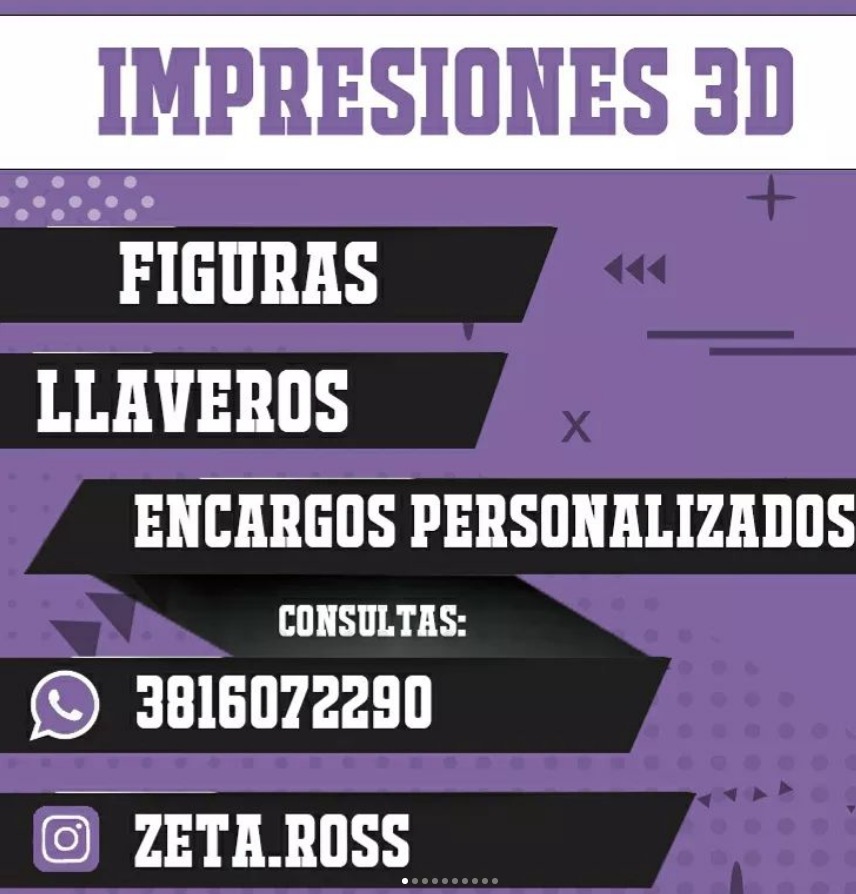 IMPRESIONES 3D
FIGURAS
LLAVEROS
ENCARGOS PERSONALIZADOS
CONSULTAS:
3816072290
ZETA.ROSS